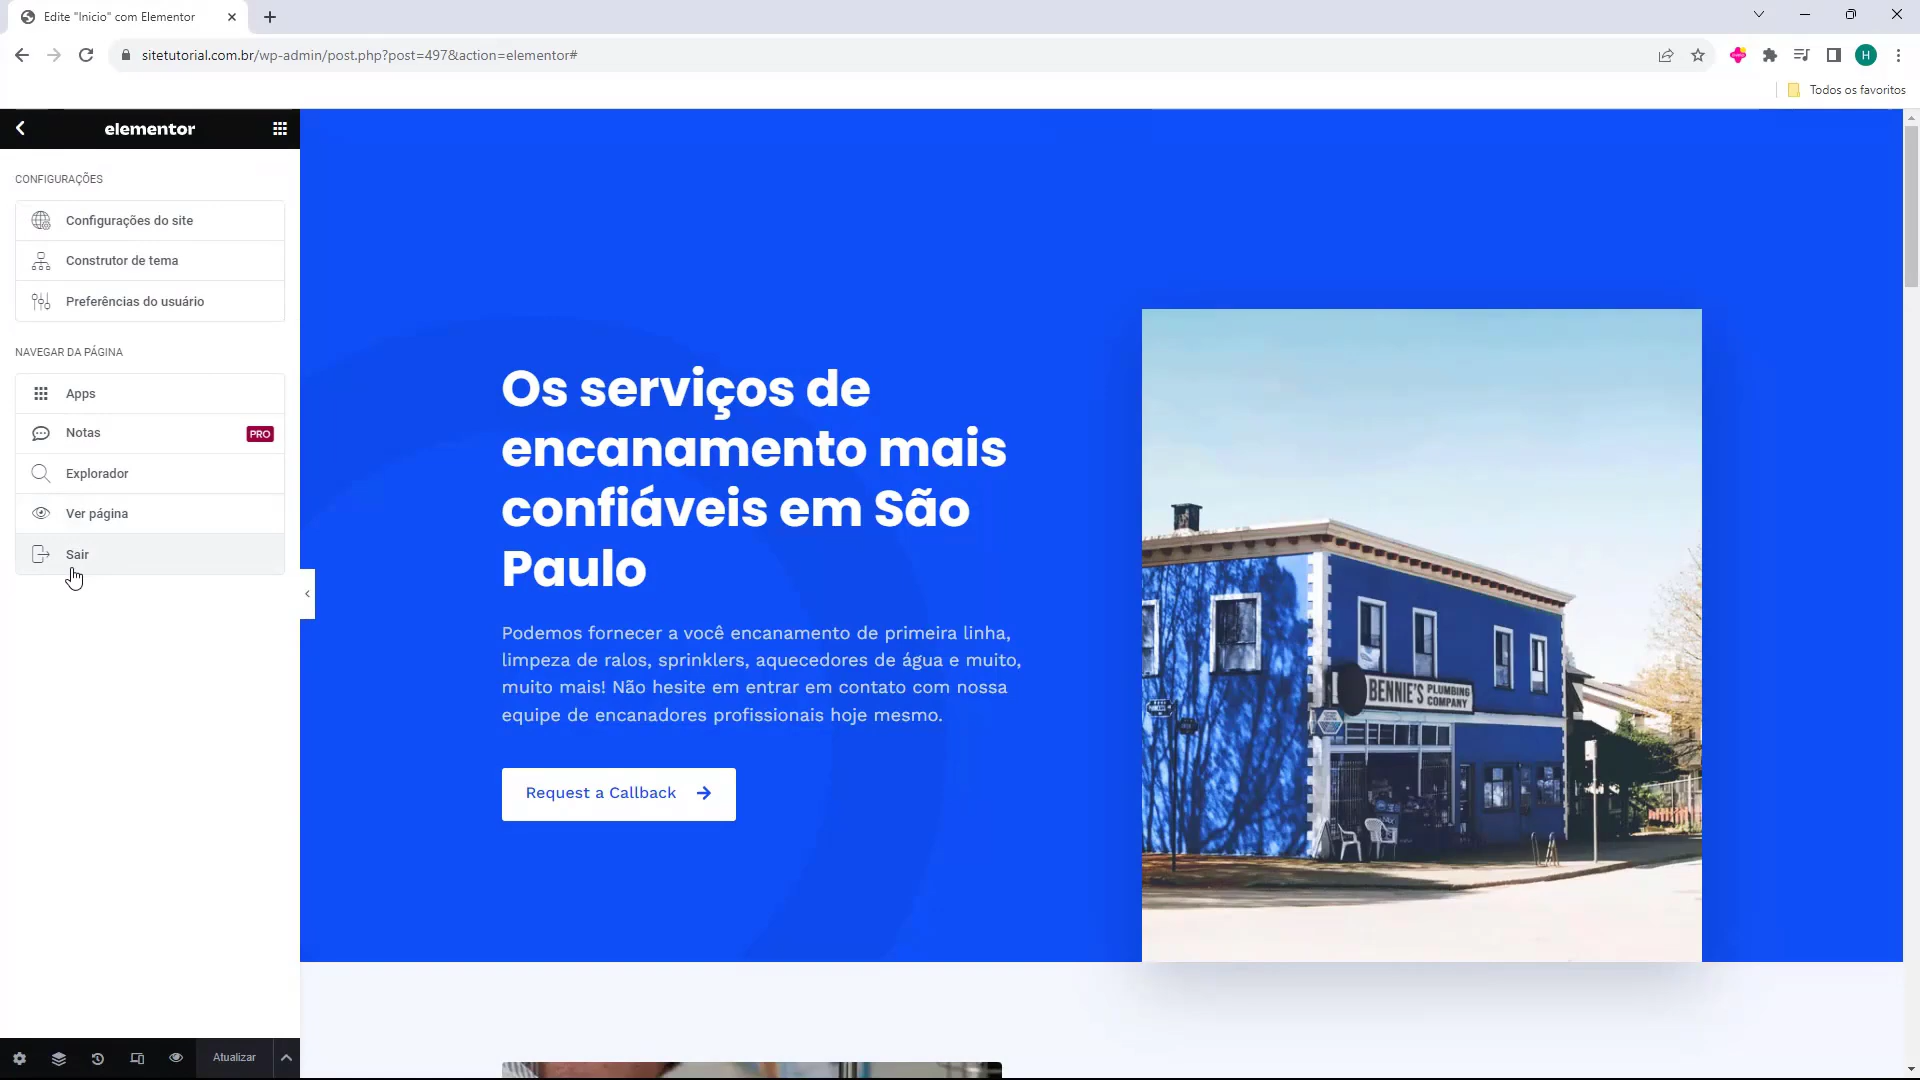 Edite "Inicio" com Elementor
sitetutorial.com.br/wp-admin/post.php?post=497&action=elementor#
H
Todos os favoritos
elementor
CONFIGURAÇÕES
Configurações do site
Construtor de tema
Preferências do usuário
NAVEGAR DA PÁGINA
Apps
Notas PRO
Explorador
Ver página
Sair
Atualizar
Os serviços de
encanamento mais
confiáveis em São
Paulo
Podemos fornecer a você encanamento de primeira linha,
limpeza de ralos, sprinklers, aquecedores de água e muito,
muito mais! Não hesite em entrar em contato com nossa
equipe de encanadores profissionais hoje mesmo.
Request a Callback
BENNIE'S PLUMBING
COMPANY